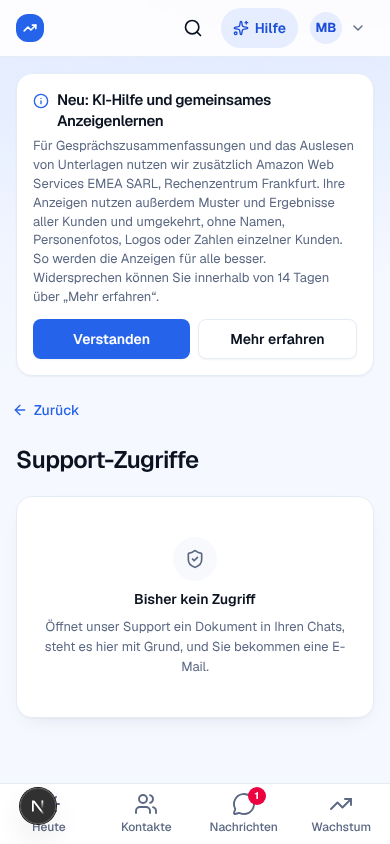 Hilfe
MB
Neu: KI-Hilfe und gemeinsames
Anzeigenlernen
Für Gesprächszusammenfassungen und das Auslesen
von Unterlagen nutzen wir zusätzlich Amazon Web
Services EMEA SARL, Rechenzentrum Frankfurt. Ihre
Anzeigen nutzen außerdem Muster und Ergebnisse
aller Kunden und umgekehrt, ohne Namen,
Personenfotos, Logos oder Zahlen einzelner Kunden.
So werden die Anzeigen für alle besser.
Widersprechen können Sie innerhalb von 14 Tagen
über „Mehr erfahren“.
Verstanden
Mehr erfahren
Zurück
Support-Zugriffe
Bisher kein Zugriff
Öffnet unser Support ein Dokument in Ihren Chats,
steht es hier mit Grund, und Sie bekommen eine E-
Mail.
1
N
Heute
Kontakte
Nachrichten
Wachstum